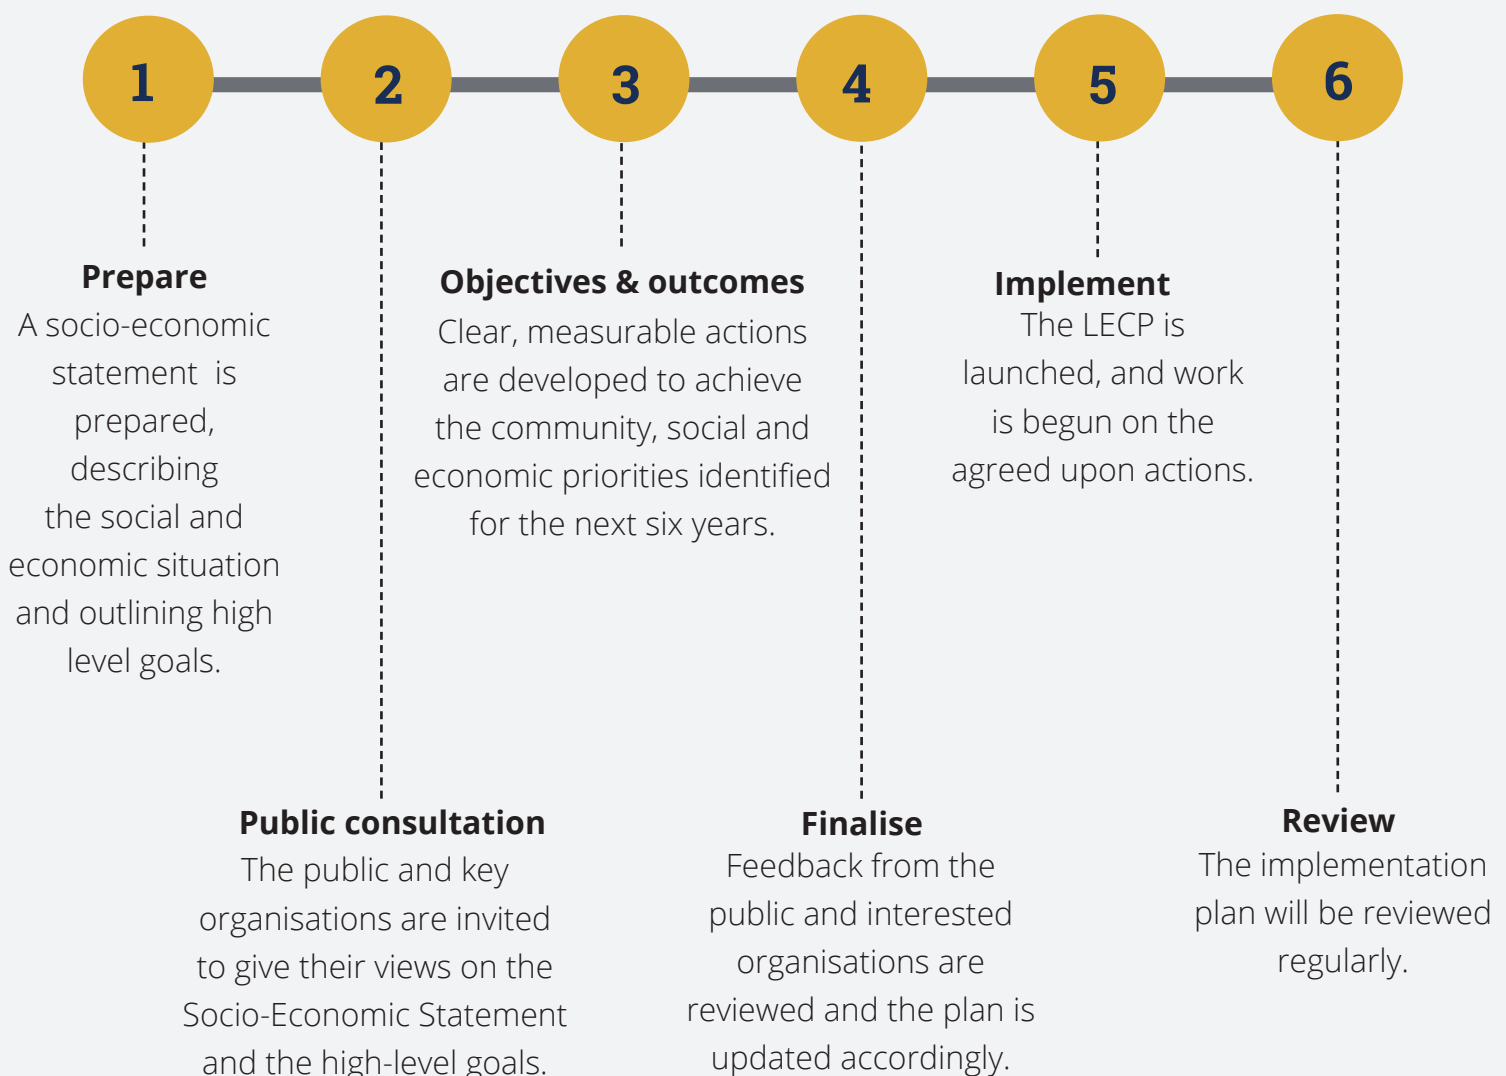 1
2
3
4
5
6
Prepare
A socio-economic
statement is
prepared,
describing
the social and
economic situation
and outlining high
level goals.
Public consultation
The public and key
organisations are invited
to give their views on the
Socio-Economic Statement
and the high-level goals.
Objectives & outcomes
Clear, measurable actions
are developed to achieve
the community, social and
economic priorities identified
for the next six years.
Finalise
Feedback from the
public and interested
organisations are
reviewed and the plan is
updated accordingly.
Implement
The LECP is
launched, and work
is begun on the
agreed upon actions.
Review
The implementation
plan will be reviewed
regularly.